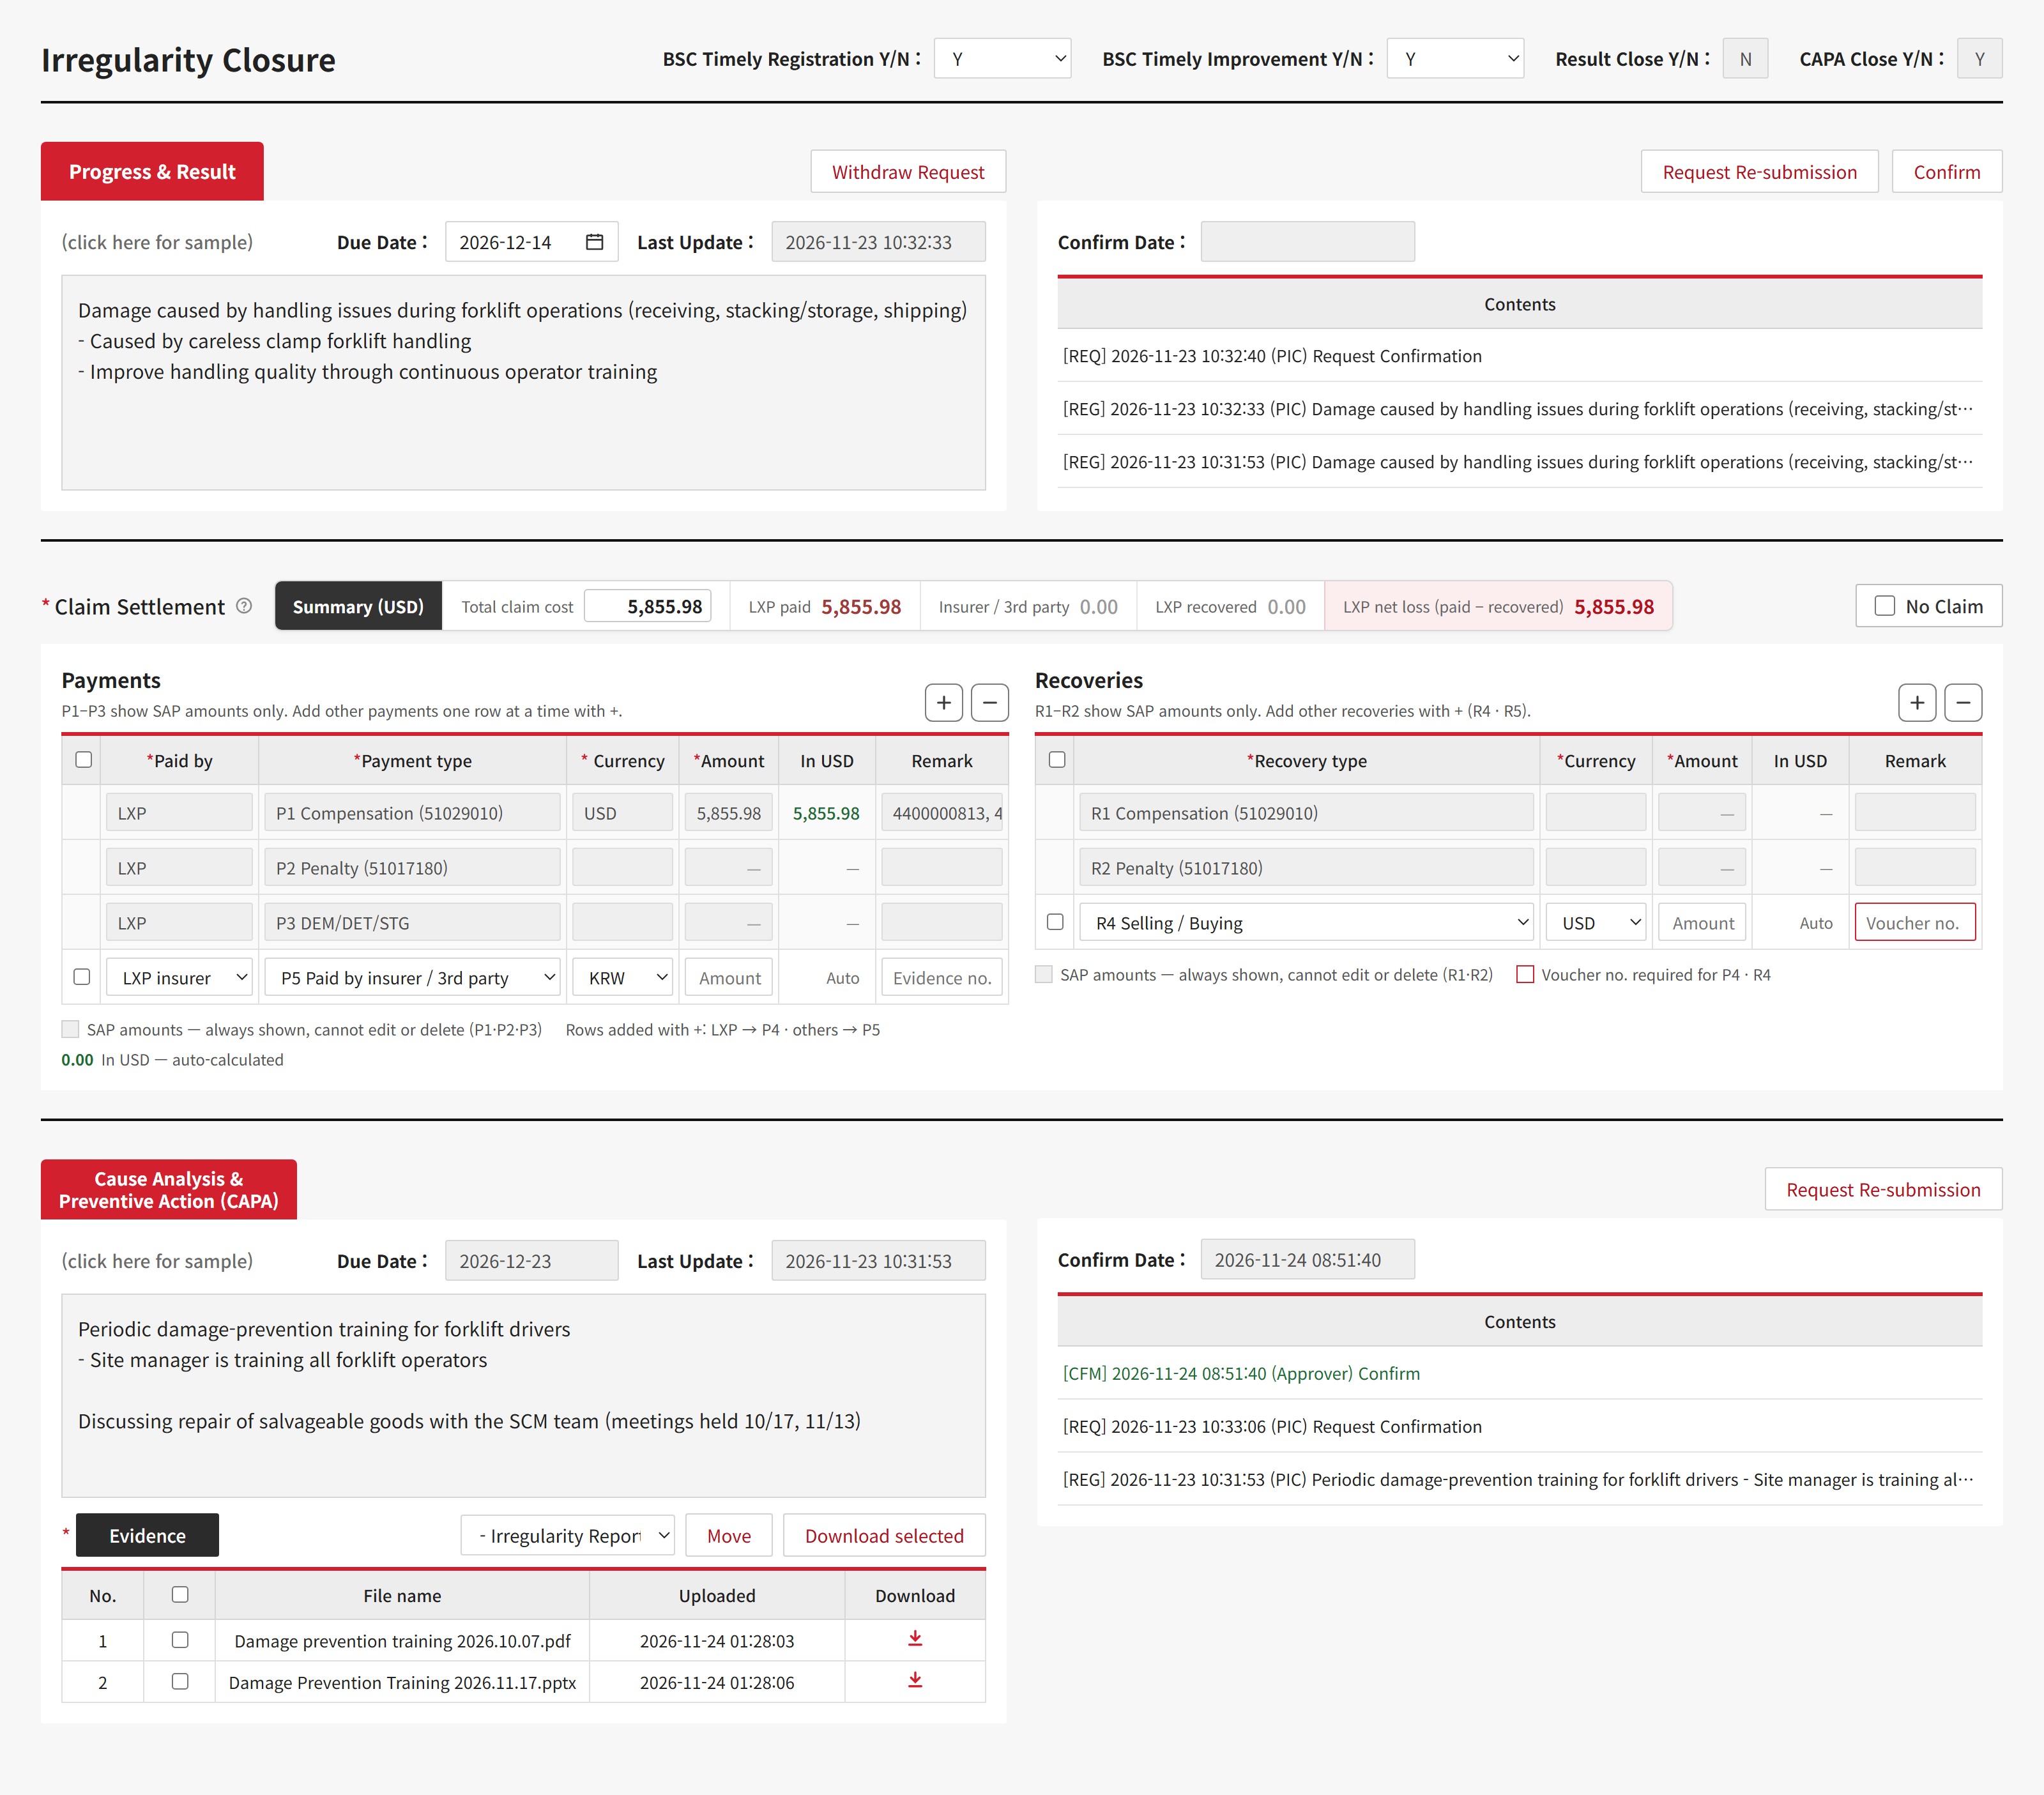 Irregularity Closure
BSC Timely Registration Y/N : Y
BSC Timely Improvement Y/N : Y
Result Close Y/N : N
CAPA Close Y/N : Y
Progress & Result
Withdraw Request
Request Re-submission
Confirm
(click here for sample)
Due Date : 2026-12-14
Last Update : 2026-11-23 10:32:33
Damage caused by handling issues during forklift operations (receiving, stacking/storage, shipping)
- Caused by careless clamp forklift handling
- Improve handling quality through continuous operator training
Confirm Date :
Contents
[REQ] 2026-11-23 10:32:40 (PIC) Request Confirmation
[REG] 2026-11-23 10:32:33 (PIC) Damage caused by handling issues during forklift operations (receiving, stacking/st···
[REG] 2026-11-23 10:31:53 (PIC) Damage caused by handling issues during forklift operations (receiving, stacking/st···
* Claim Settlement ?
Summary (USD)
Total claim cost 5,855.98
LXP paid 5,855.98
Insurer / 3rd party 0.00
LXP recovered 0.00
LXP net loss (paid − recovered) 5,855.98
No Claim
Payments
P1–P3 show SAP amounts only. Add other payments one row at a time with +.
+ −
*Paid by *Payment type * Currency *Amount In USD Remark
LXP P1 Compensation (51029010) USD 5,855.98 5,855.98 4400000813, 4
LXP P2 Penalty (51017180) — —
LXP P3 DEM/DET/STG — —
LXP insurer P5 Paid by insurer / 3rd party KRW Amount Auto Evidence no.
SAP amounts — always shown, cannot edit or delete (P1·P2·P3) Rows added with +: LXP → P4 · others → P5
0.00 In USD — auto-calculated
Recoveries
R1–R2 show SAP amounts only. Add other recoveries with + (R4 · R5).
+ −
*Recovery type *Currency *Amount In USD Remark
R1 Compensation (51029010) — —
R2 Penalty (51017180) — —
R4 Selling / Buying USD Amount Auto Voucher no.
SAP amounts — always shown, cannot edit or delete (R1·R2) Voucher no. required for P4 · R4
Cause Analysis &
Preventive Action (CAPA)
Request Re-submission
(click here for sample)
Due Date : 2026-12-23
Last Update : 2026-11-23 10:31:53
Periodic damage-prevention training for forklift drivers
- Site manager is training all forklift operators
Discussing repair of salvageable goods with the SCM team (meetings held 10/17, 11/13)
Confirm Date : 2026-11-24 08:51:40
Contents
[CFM] 2026-11-24 08:51:40 (Approver) Confirm
[REQ] 2026-11-23 10:33:06 (PIC) Request Confirmation
[REG] 2026-11-23 10:31:53 (PIC) Periodic damage-prevention training for forklift drivers - Site manager is training al···
* Evidence
- Irregularity Repor
Move
Download selected
No. File name Uploaded Download
1 Damage prevention training 2026.10.07.pdf 2026-11-24 01:28:03
2 Damage Prevention Training 2026.11.17.pptx 2026-11-24 01:28:06